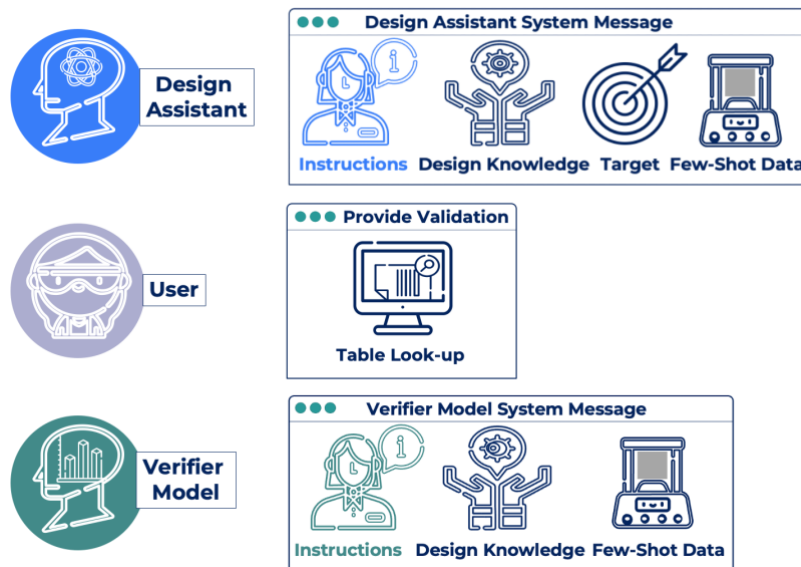 Design Assistant System Message
Design
Assistant
Instructions
Design Knowledge
Target
Few-Shot Data
Provide Validation
User
Table Look-up
Verifier Model System Message
Verifier
Model
Instructions
Design Knowledge
Few-Shot Data